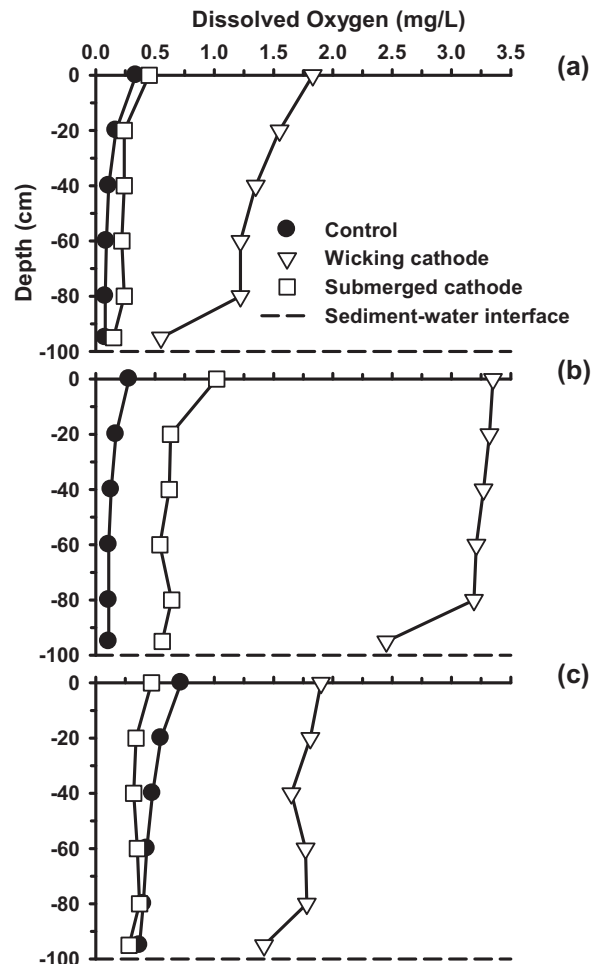 Dissolved Oxygen (mg/L)
0.0 0.5 1.0 1.5 2.0 2.5 3.0 3.5
(a)
0
-20
-40
-60
-80
-100
Depth (cm)
Control
Wicking cathode
Submerged cathode
Sediment-water interface
(b)
0
-20
-40
-60
-80
-100
(c)
0
-20
-40
-60
-80
-100